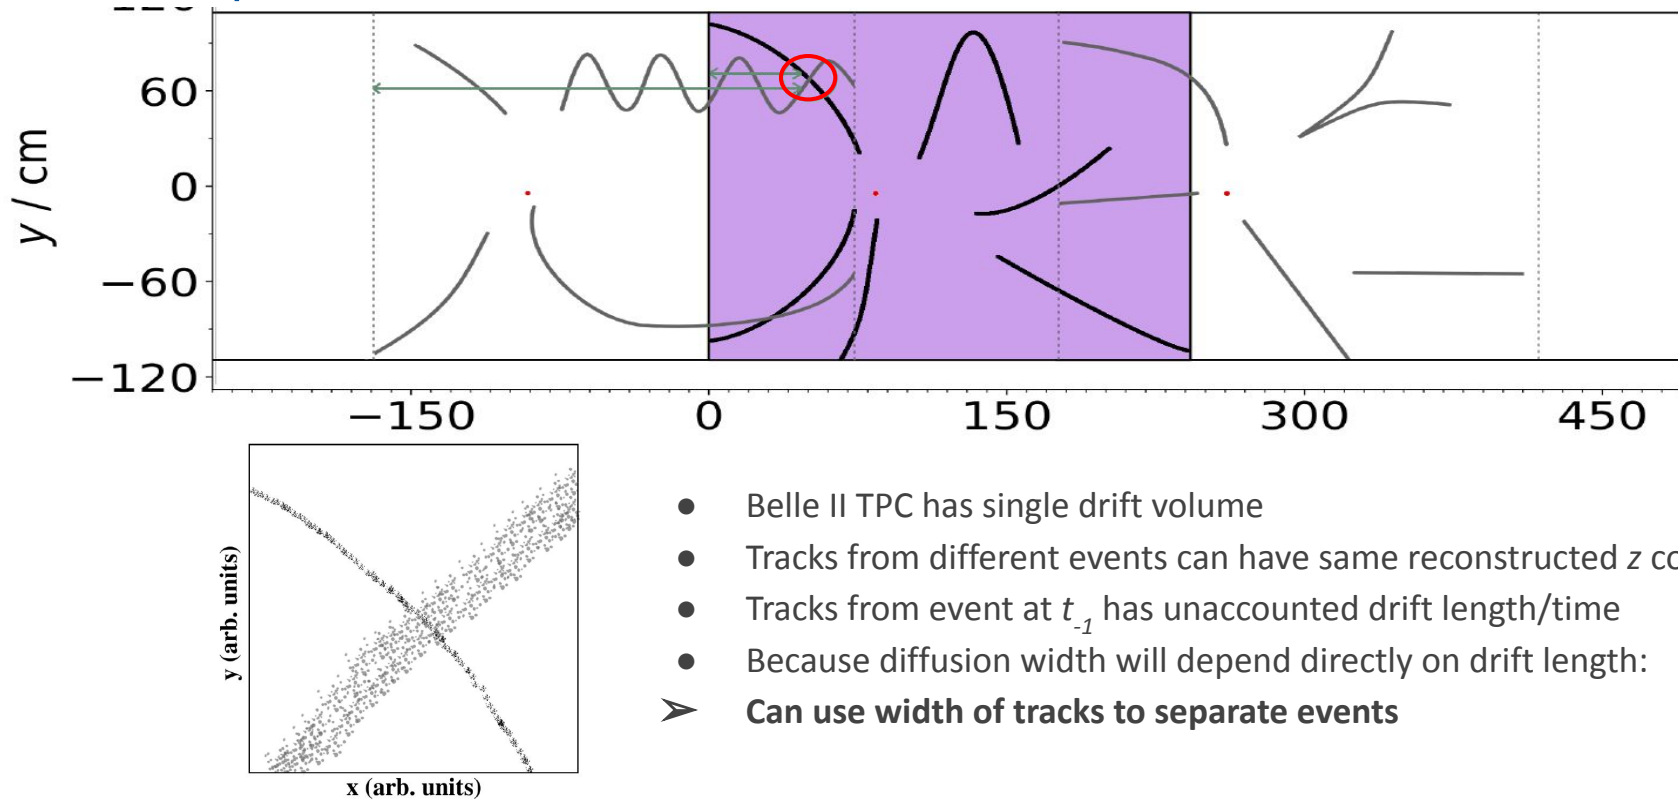 120
60
0
−60
−120
y / cm
−150 0 150 300 450
y (arb. units)
x (arb. units)
● Belle II TPC has single drift volume
● Tracks from different events can have same reconstructed z co
● Tracks from event at t-1 has unaccounted drift length/time
● Because diffusion width will depend directly on drift length:
➢ Can use width of tracks to separate events